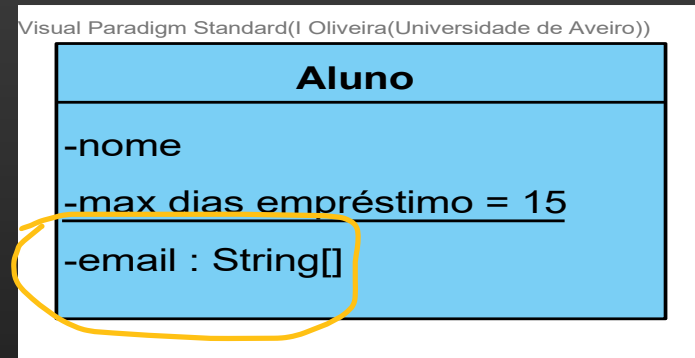 Visual Paradigm Standard(I Oliveira(Universidade de Aveiro))
Aluno
-nome
-max dias empréstimo = 15
-email : String[]